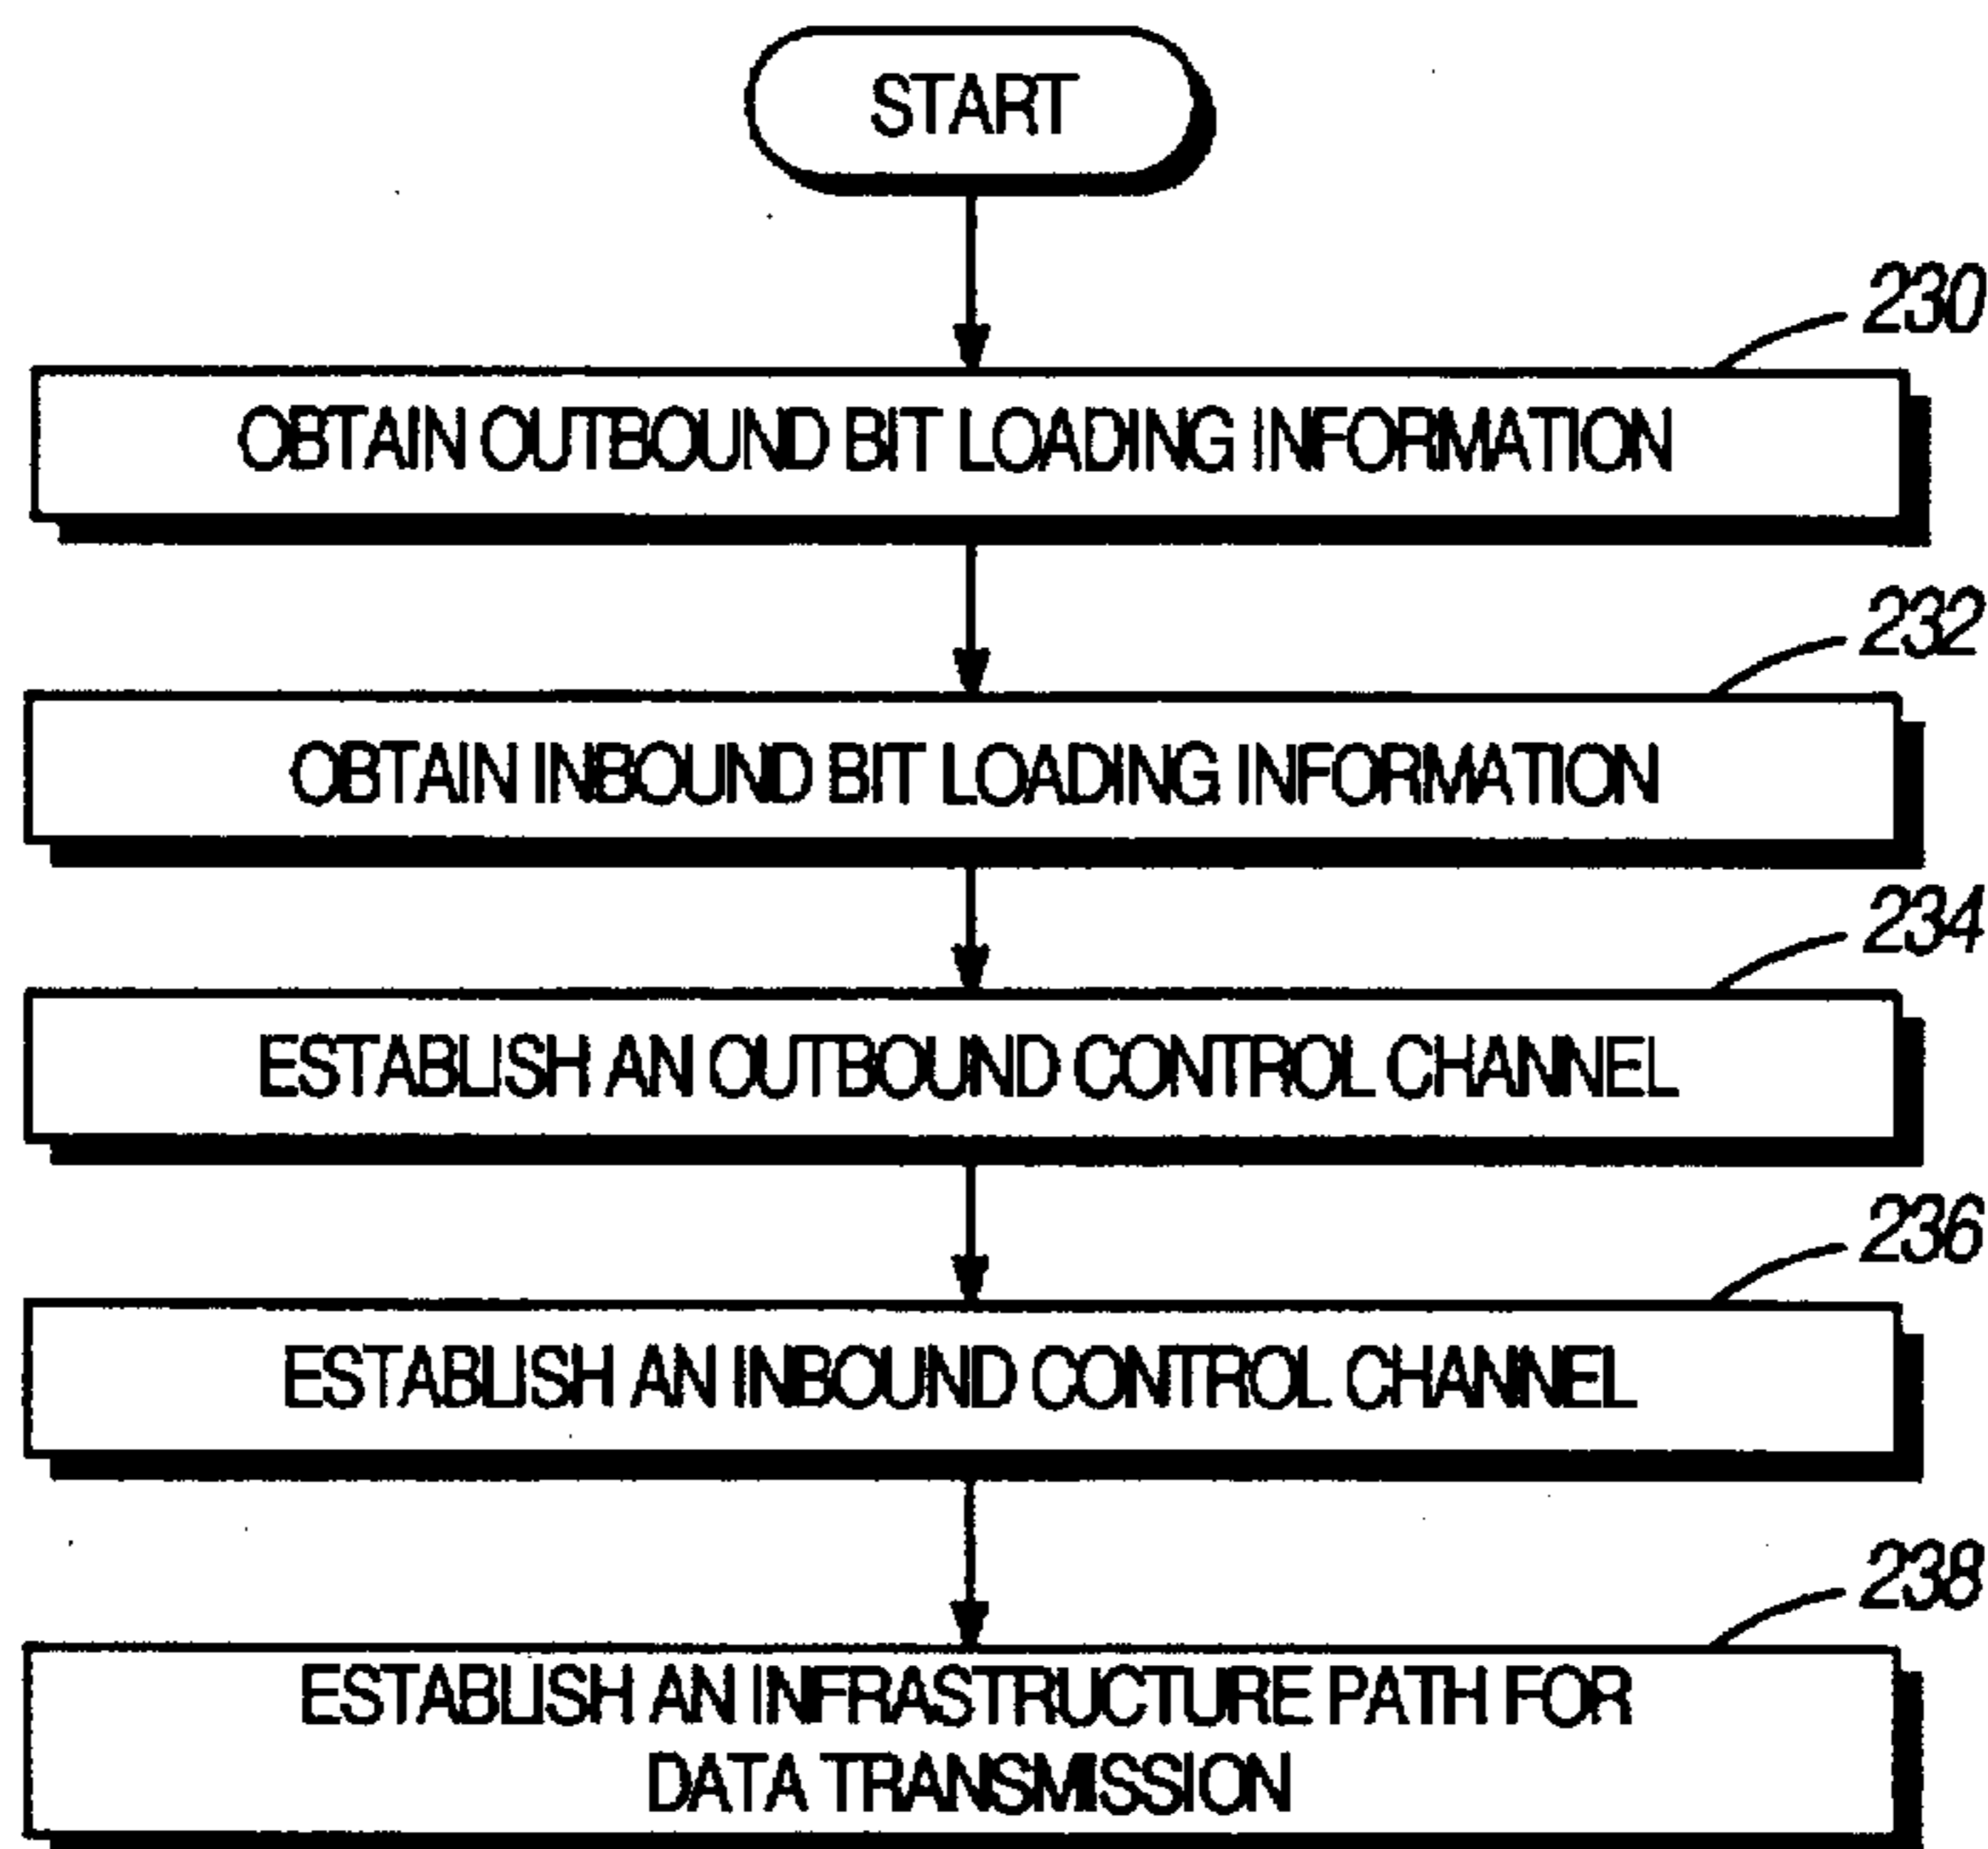 START
230
OBTAIN OUTBOUND BIT LOADING INFORMATION
232
OBTAIN INBOUND BIT LOADING INFORMATION
234
ESTABLISH AN OUTBOUND CONTROL CHANNEL
236
ESTABLISH AN INBOUND CONTROL CHANNEL
238
ESTABLISH AN INFRASTRUCTURE PATH FOR
DATA TRANSMISSION